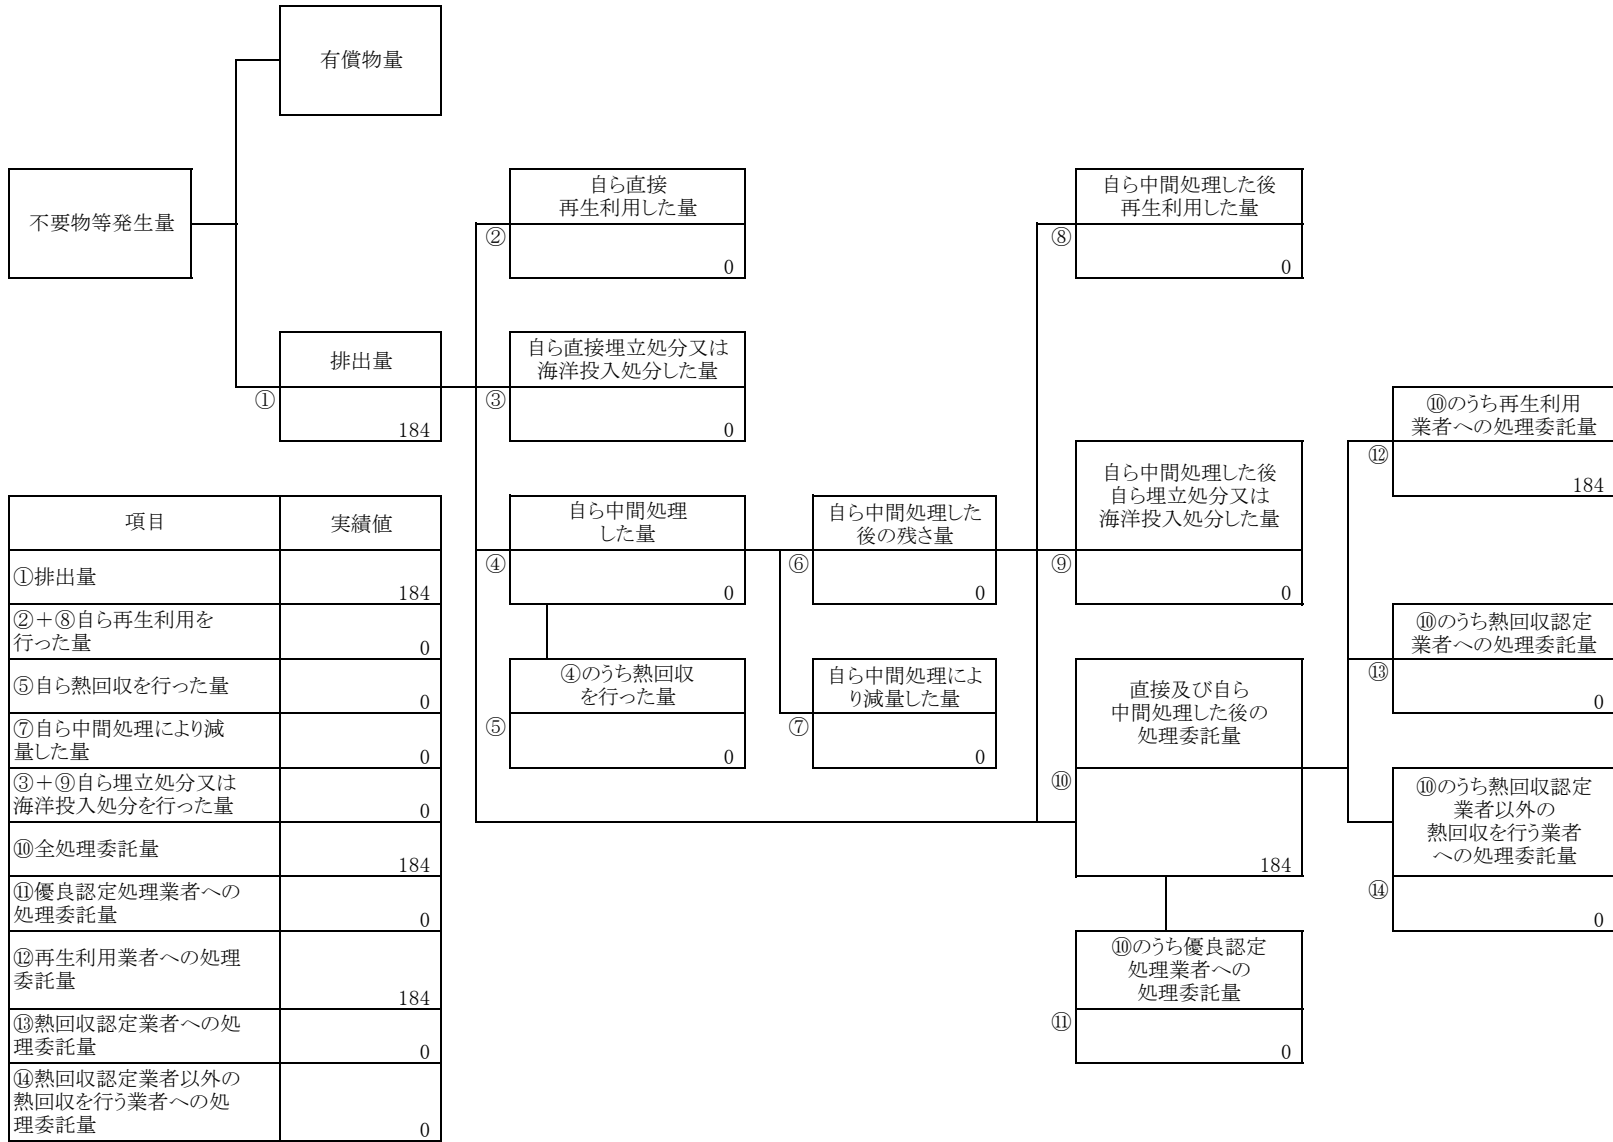 有償物量
不要物等発生量
自ら直接
再生利用した量
②
0
自ら中間処理した後
再生利用した量
⑧
0
排出量
①
184
自ら直接埋立処分又は
海洋投入処分した量
③
0
⑩のうち再生利用
業者への処理委託量
⑫
184
自ら中間処理
した量
④
0
自ら中間処理した
後の残さ量
⑥
0
自ら中間処理した後
自ら埋立処分又は
海洋投入処分した量
⑨
0
⑩のうち熱回収認定
業者への処理委託量
⑬
0
④のうち熱回収
を行った量
⑤
0
自ら中間処理によ
り減量した量
⑦
0
直接及び自ら
中間処理した後の
処理委託量
⑩
184
⑩のうち熱回収認定
業者以外の
熱回収を行う業者
への処理委託量
⑭
0
⑩のうち優良認定
処理業者への
処理委託量
⑪
0
項目 実績値
①排出量
184
②+⑧自ら再生利用を
行った量
0
⑤自ら熱回収を行った量
0
⑦自ら中間処理により減
量した量
0
③+⑨自ら埋立処分又は
海洋投入処分を行った量
0
⑩全処理委託量
184
⑪優良認定処理業者への
処理委託量
0
⑫再生利用業者への処理
委託量
184
⑬熱回収認定業者への処
理委託量
0
⑭熱回収認定業者以外の
熱回収を行う業者への処
理委託量
0